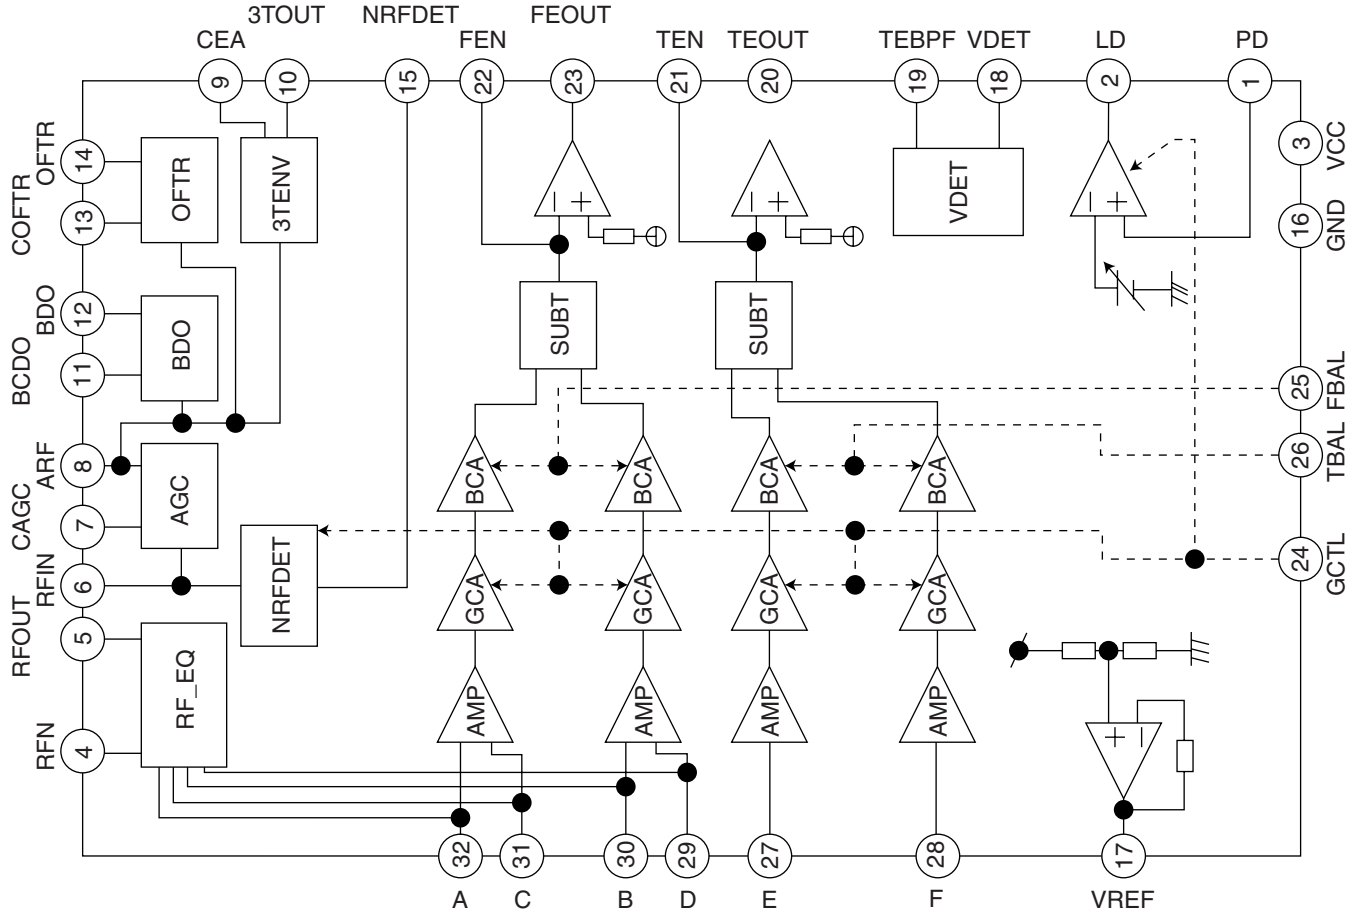 3TOUT NRFDET FEOUT
CEA FEN TEN TEOUT TEBPF VDET LD PD
9 10 15 22 23 21 20 19 18 2 1
OFTR 14 OFTR 3TENV VDET 3 VCC
COFTR 13 16 GND
− + − + − +
BDO 12 BDO SUBT SUBT
BCDO 11 25 FBAL
ARF 8 AGC BCA BCA BCA BCA 26 TBAL
CAGC 7
RFIN 6 NRFDET GCA GCA GCA GCA 24 GCTL
RFOUT 5 RF_EQ
RFN 4 AMP AMP AMP AMP + −
32 31 30 29 27 28 17
A C B D E F VREF